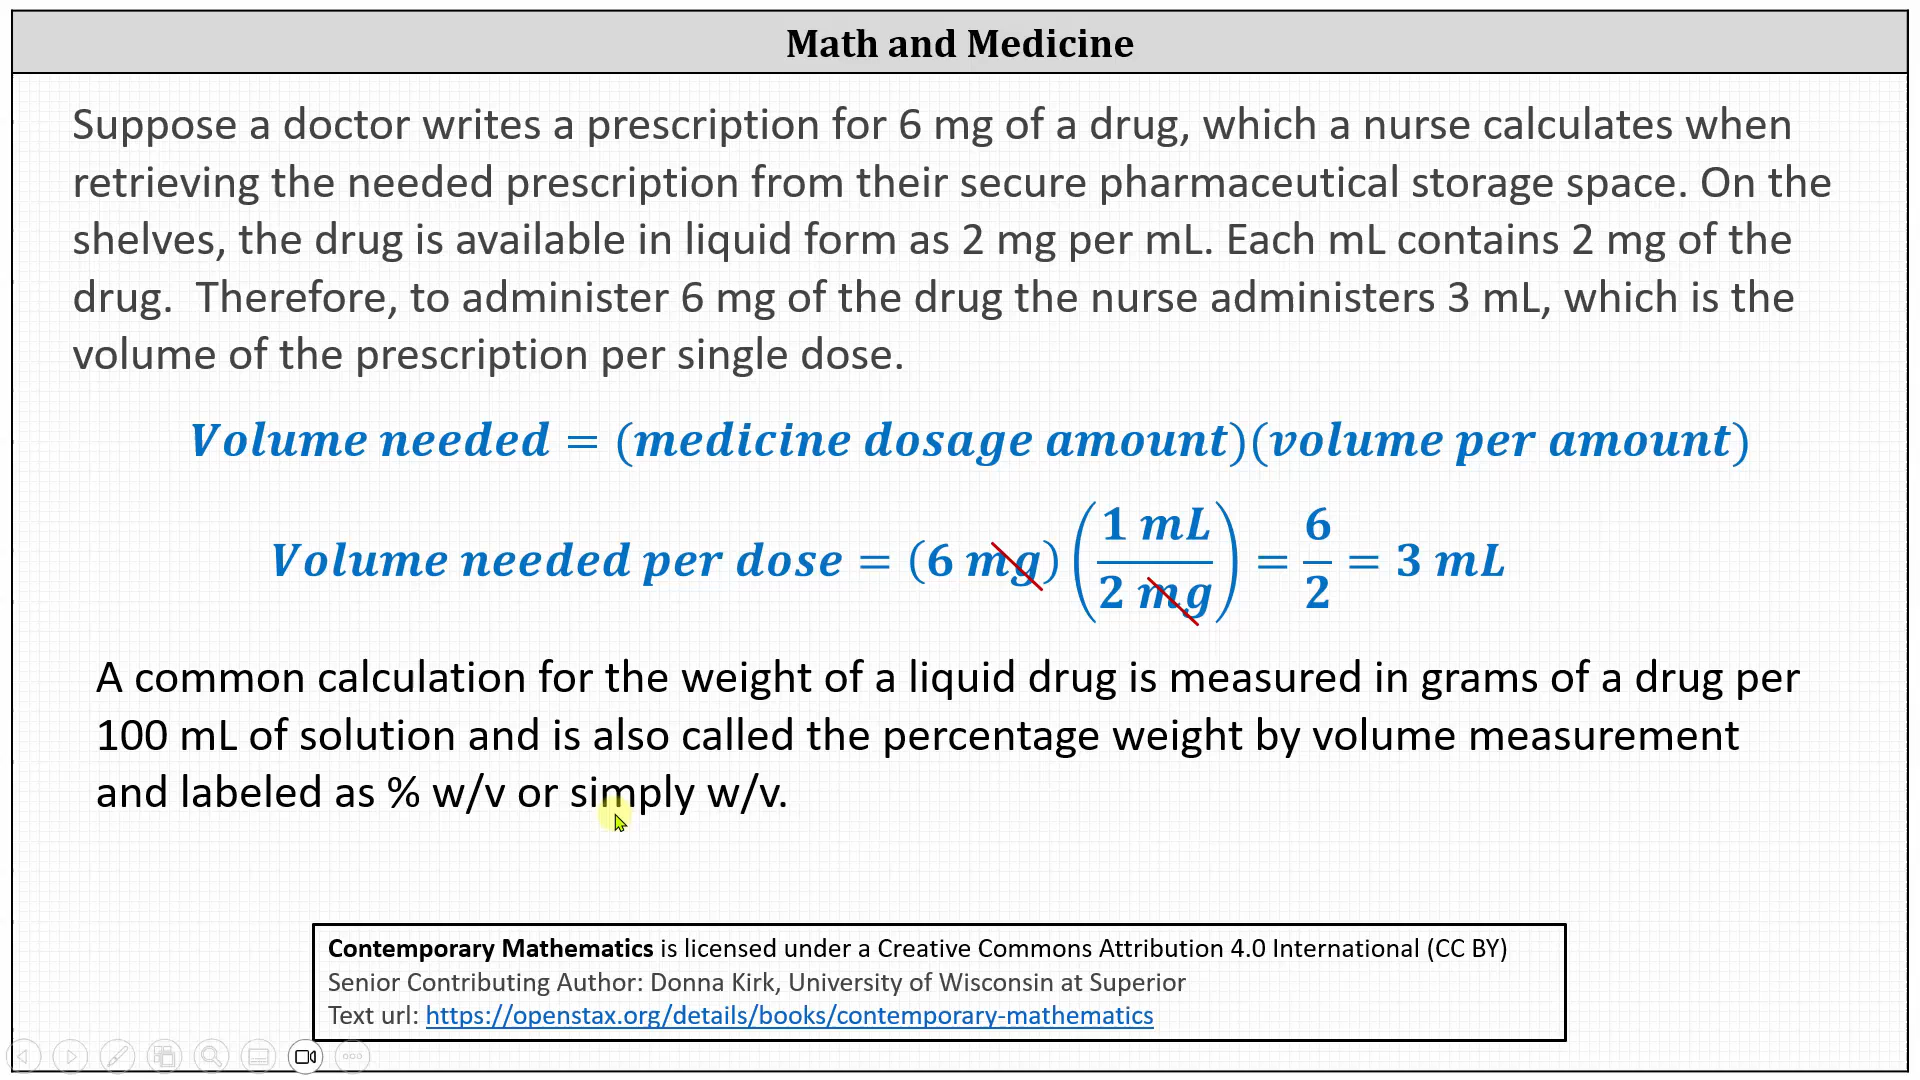 Math and Medicine
Suppose a doctor writes a prescription for 6 mg of a drug, which a nurse calculates when
retrieving the needed prescription from their secure pharmaceutical storage space. On the
shelves, the drug is available in liquid form as 2 mg per mL. Each mL contains 2 mg of the
drug.  Therefore, to administer 6 mg of the drug the nurse administers 3 mL, which is the
volume of the prescription per single dose.
Volume needed = (medicine dosage amount)(volume per amount)
Volume needed per dose = (6 mg)(1 mL / 2 mg) = 6/2 = 3 mL
A common calculation for the weight of a liquid drug is measured in grams of a drug per
100 mL of solution and is also called the percentage weight by volume measurement
and labeled as % w/v or simply w/v.
Contemporary Mathematics is licensed under a Creative Commons Attribution 4.0 International (CC BY)
Senior Contributing Author: Donna Kirk, University of Wisconsin at Superior
Text url: https://openstax.org/details/books/contemporary-mathematics